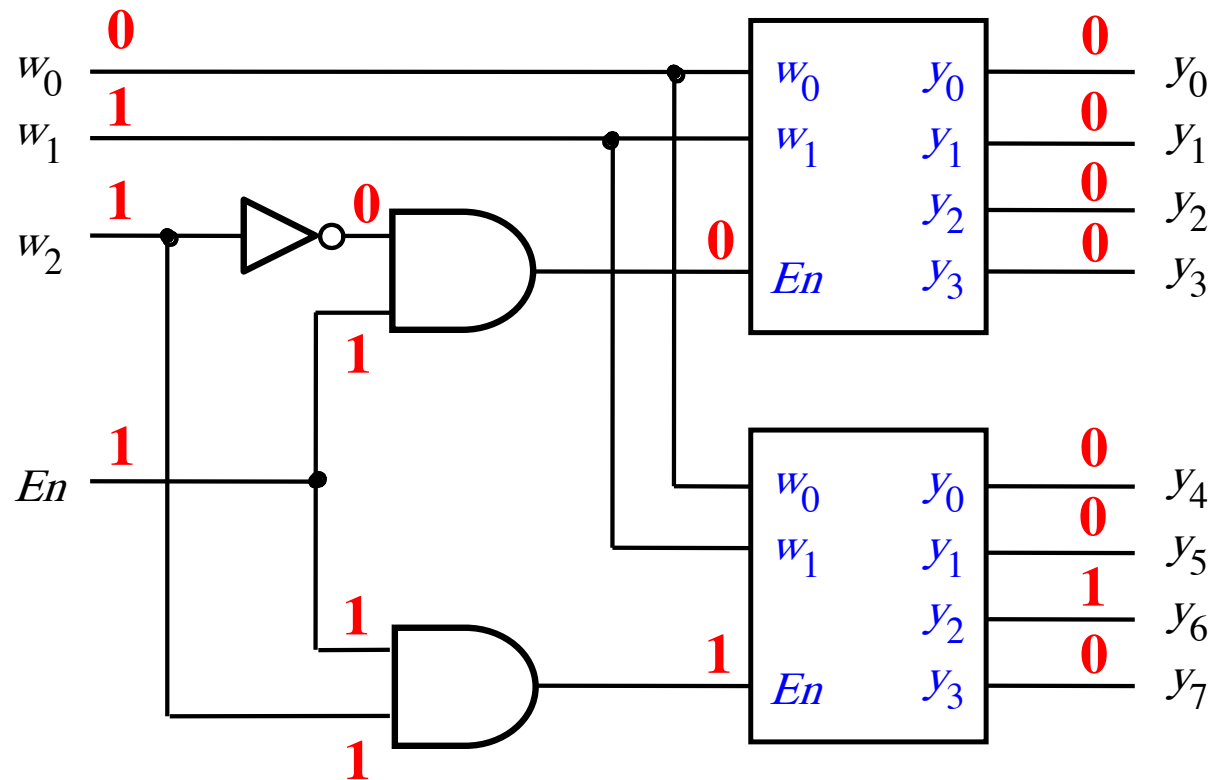 0 0
w0 w0 y0 y0
1 0
w1 w1 y1 y1
1 0 0 0
w2 y2 y2
En y3 y3
1
1 0
En w0 y0 y4
0
w1 y1 y5
1
1 y2 y6
1 0
En y3 y7
1